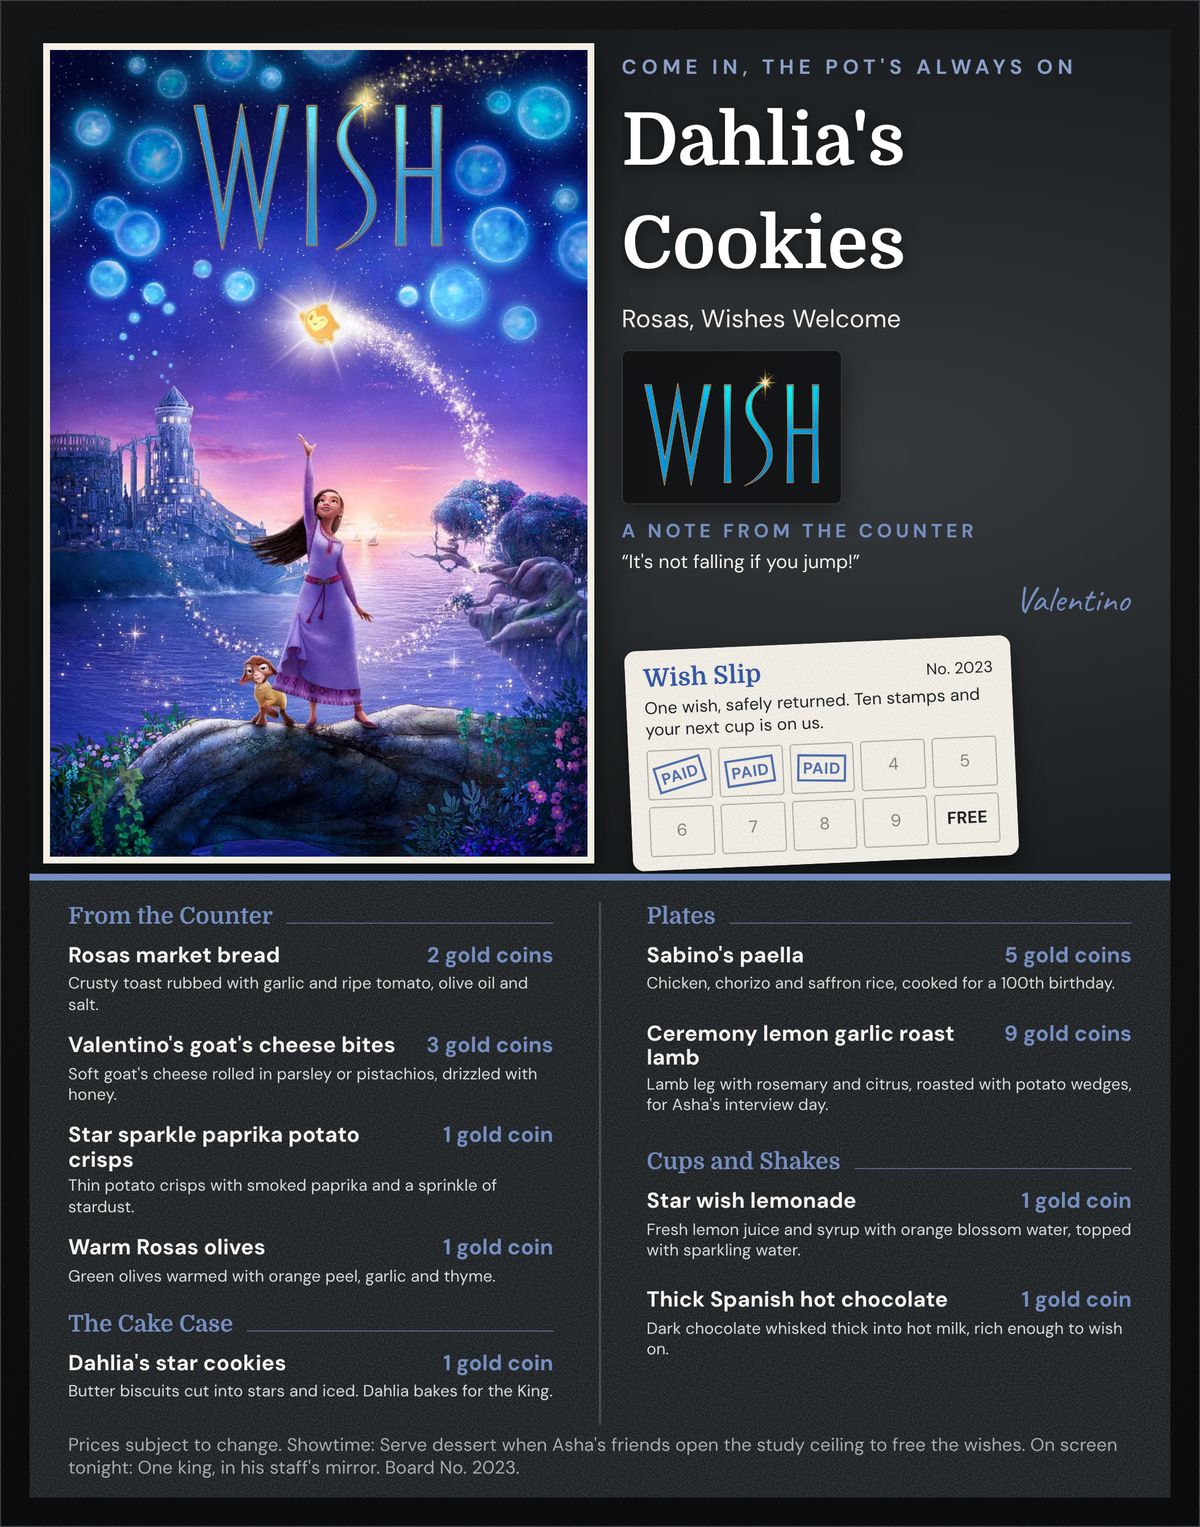 WISH
COME IN, THE POT'S ALWAYS ON
Dahlia's
Cookies
Rosas, Wishes Welcome
WISH
A NOTE FROM THE COUNTER
“It's not falling if you jump!”
Valentino
Wish Slip No. 2023
One wish, safely returned. Ten stamps and
your next cup is on us.
PAID PAID PAID 4 5
6 7 8 9 FREE
From the Counter
Rosas market bread 2 gold coins
Crusty toast rubbed with garlic and ripe tomato, olive oil and
salt.
Valentino's goat's cheese bites 3 gold coins
Soft goat's cheese rolled in parsley or pistachios, drizzled with
honey.
Star sparkle paprika potato 1 gold coin
crisps
Thin potato crisps with smoked paprika and a sprinkle of
stardust.
Warm Rosas olives 1 gold coin
Green olives warmed with orange peel, garlic and thyme.
The Cake Case
Dahlia's star cookies 1 gold coin
Butter biscuits cut into stars and iced. Dahlia bakes for the King.
Plates
Sabino's paella 5 gold coins
Chicken, chorizo and saffron rice, cooked for a 100th birthday.
Ceremony lemon garlic roast 9 gold coins
lamb
Lamb leg with rosemary and citrus, roasted with potato wedges,
for Asha's interview day.
Cups and Shakes
Star wish lemonade 1 gold coin
Fresh lemon juice and syrup with orange blossom water, topped
with sparkling water.
Thick Spanish hot chocolate 1 gold coin
Dark chocolate whisked thick into hot milk, rich enough to wish
on.
Prices subject to change. Showtime: Serve dessert when Asha's friends open the study ceiling to free the wishes. On screen
tonight: One king, in his staff's mirror. Board No. 2023.